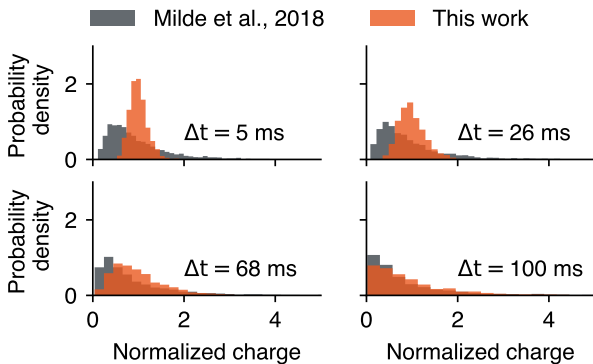 Milde et al., 2018 This work
Probability
density
2
0
Δt = 5 ms
Δt = 26 ms
Probability
density
2
0
Δt = 68 ms
Δt = 100 ms
0 2 4 0 2 4
Normalized charge Normalized charge